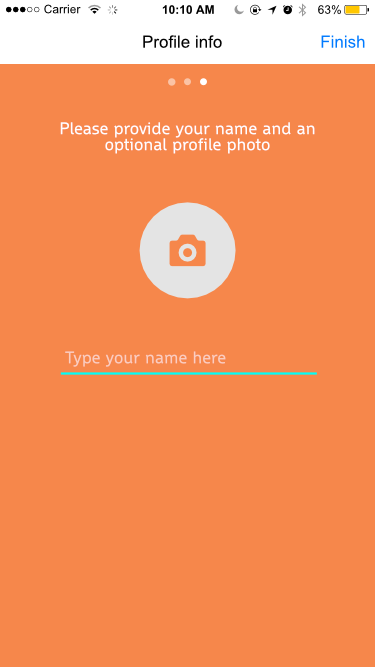 Carrier 10:10 AM 63%
Profile info Finish
Please provide your name and an
optional profile photo
Type your name here